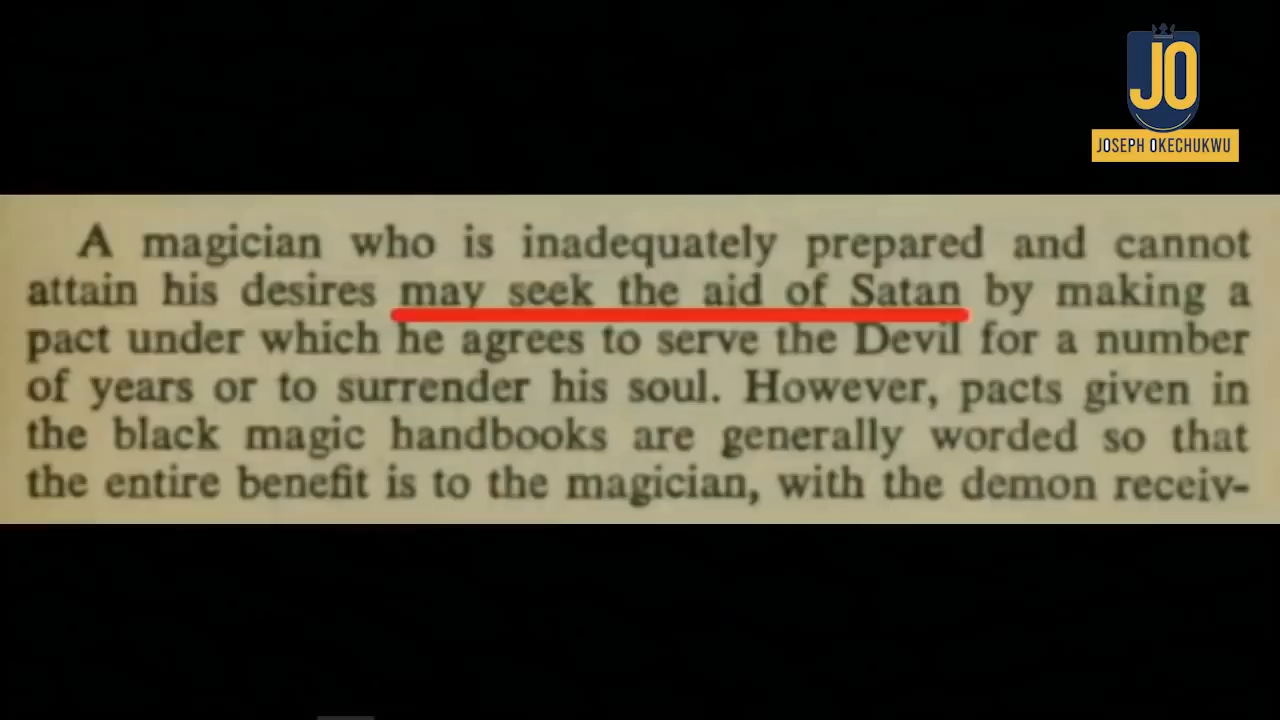 JO
JOSEPH OKECHUKWU
A magician who is inadequately prepared and cannot
attain his desires may seek the aid of Satan by making a
pact under which he agrees to serve the Devil for a number
of years or to surrender his soul. However, pacts given in
the black magic handbooks are generally worded so that
the entire benefit is to the magician, with the demon receiv-